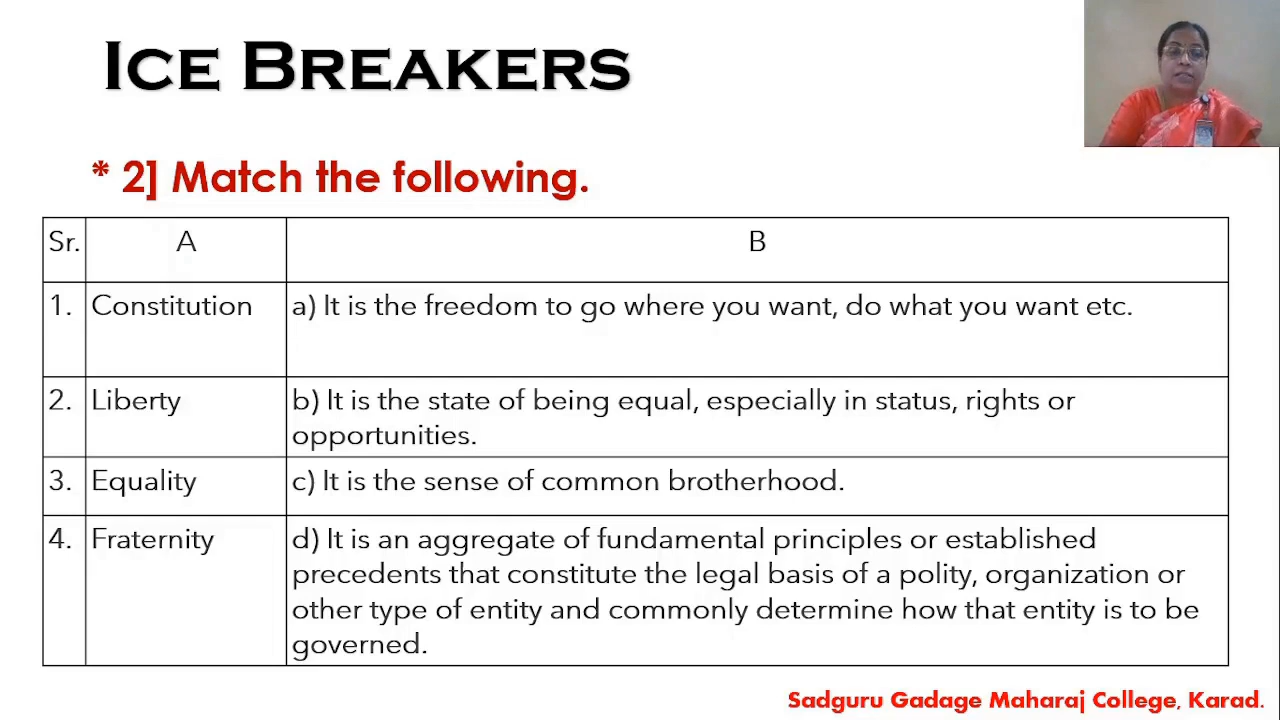 ICE BREAKERS
* 2] Match the following.
Sr. A B
1. Constitution a) It is the freedom to go where you want, do what you want etc.
2. Liberty b) It is the state of being equal, especially in status, rights or
opportunities.
3. Equality c) It is the sense of common brotherhood.
4. Fraternity d) It is an aggregate of fundamental principles or established
precedents that constitute the legal basis of a polity, organization or
other type of entity and commonly determine how that entity is to be
governed.
Sadguru Gadage Maharaj College, Karad.